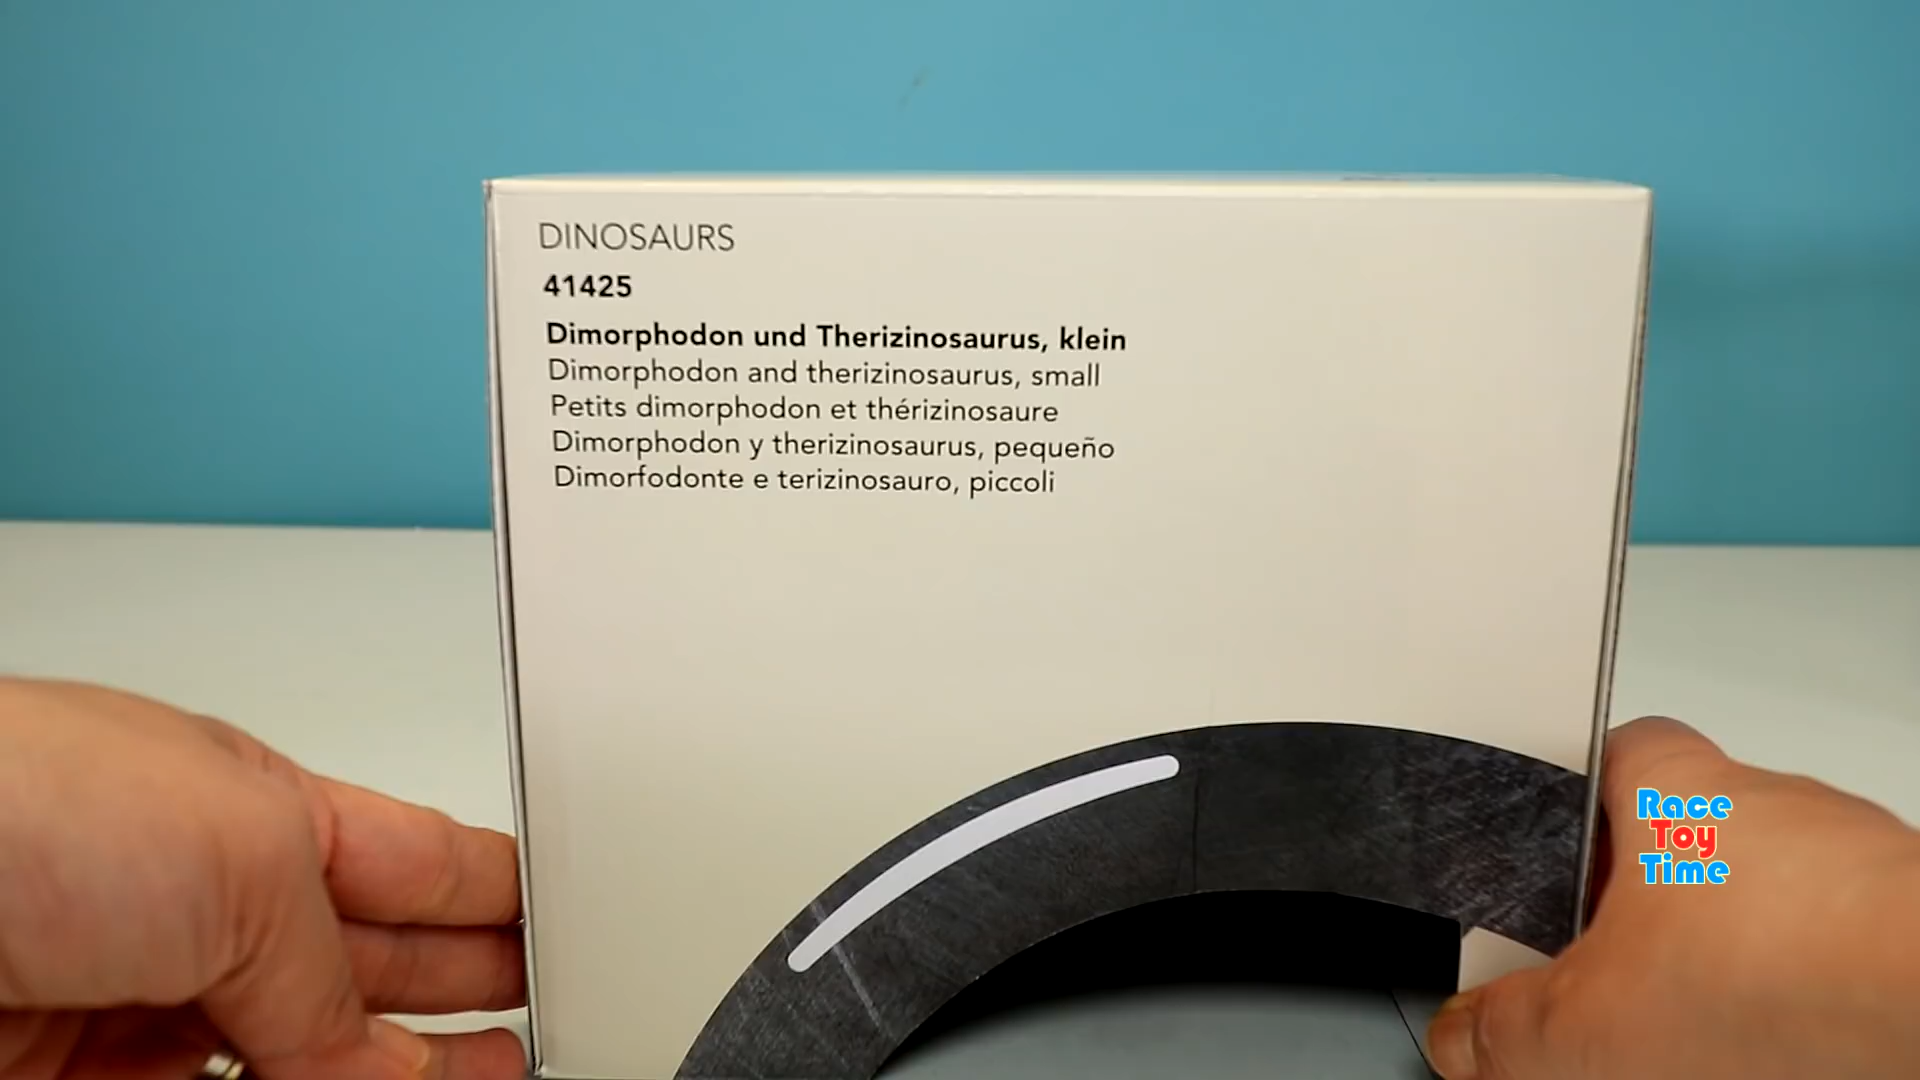 DINOSAURS
41425
Dimorphodon und Therizinosaurus, klein
Dimorphodon and therizinosaurus, small
Petits dimorphodon et thérizinosaure
Dimorphodon y therizinosaurus, pequeño
Dimorfodonte e terizinosauro, piccoli
Race
Toy
Time